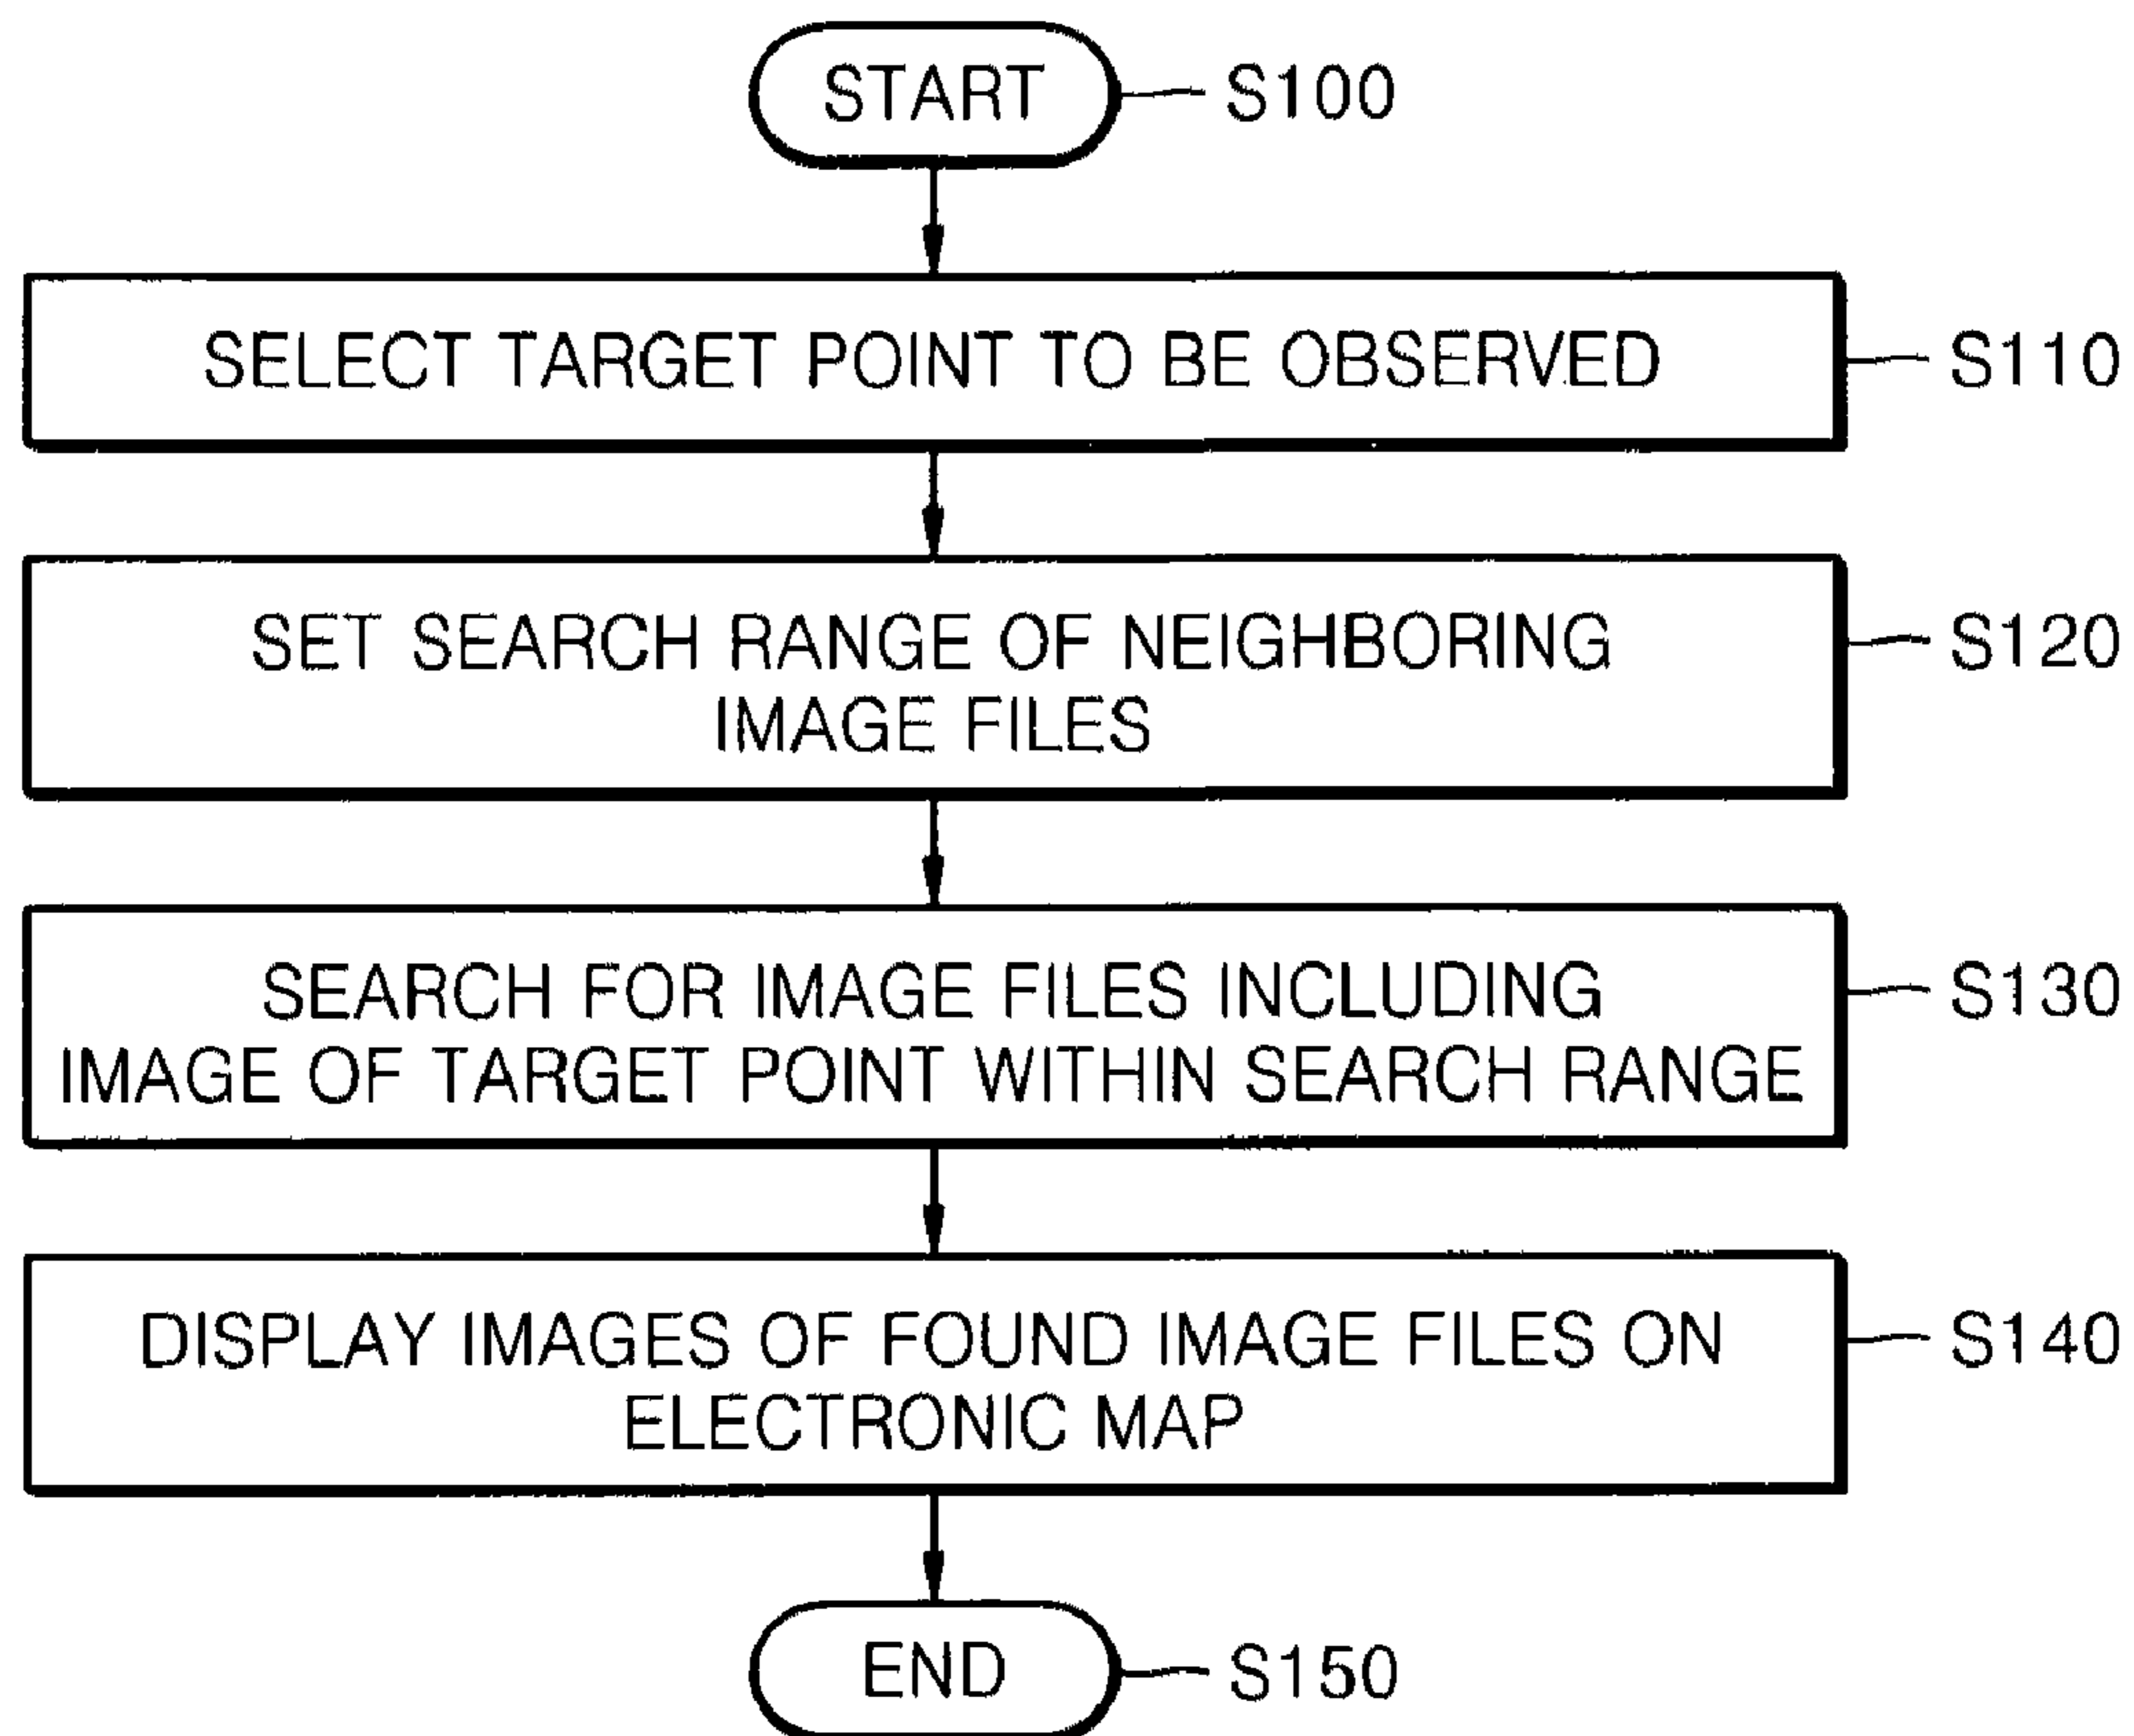 START
S100
SELECT TARGET POINT TO BE OBSERVED
S110
SET SEARCH RANGE OF NEIGHBORING
IMAGE FILES
S120
SEARCH FOR IMAGE FILES INCLUDING
IMAGE OF TARGET POINT WITHIN SEARCH RANGE
S130
DISPLAY IMAGES OF FOUND IMAGE FILES ON
ELECTRONIC MAP
S140
END
S150